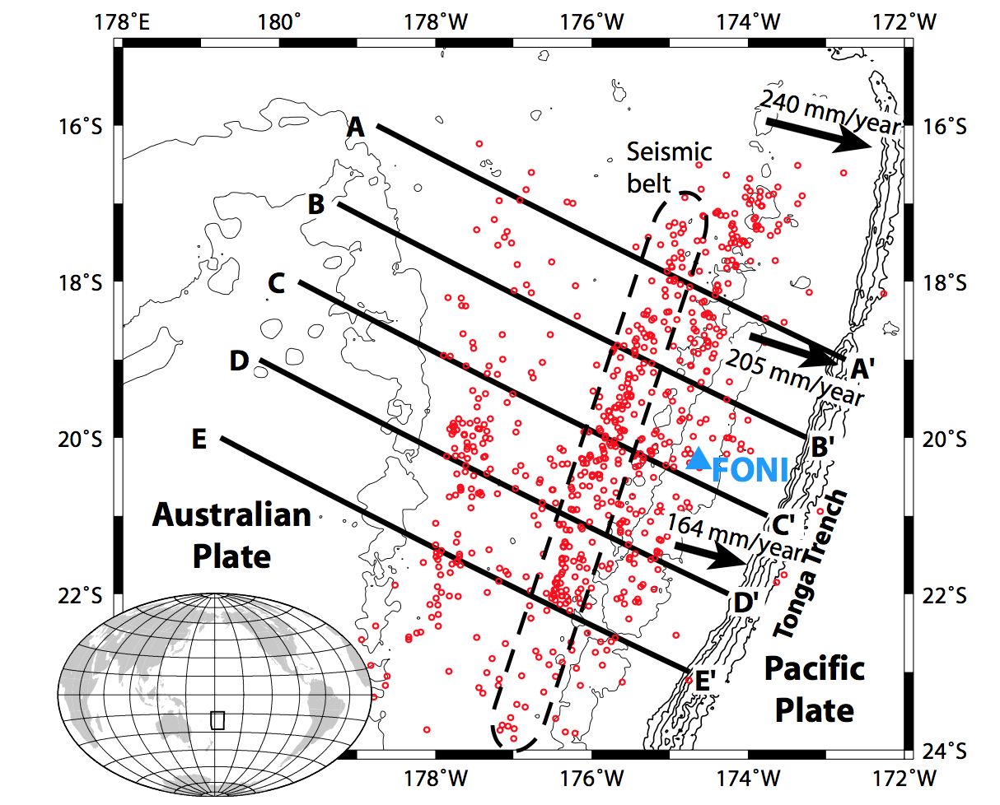 178˚E 180˚ 178˚W 176˚W 174˚W 172˚W
240 mm/year
16˚S A 16˚S
Seismic
belt
B
18˚S C 18˚S
D
205 mm/year A'
20˚S E 20˚S
B'
FONI
Australian
Plate
164 mm/year C'
Tonga Trench
22˚S D' 22˚S
Pacific
Plate
E'
24˚S
178˚W 176˚W 174˚W 172˚W